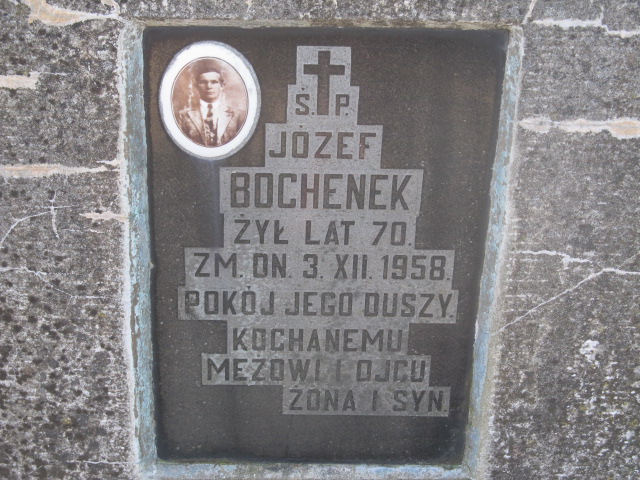 Ś. P.
JÓZEF
BOCHENEK
ŻYŁ LAT 70.
ZM. DN. 3. XII. 1958.
POKÓJ JEGO DUSZY.
KOCHANEMU
MĘŻOWI I OJCU
ŻONA I SYN.